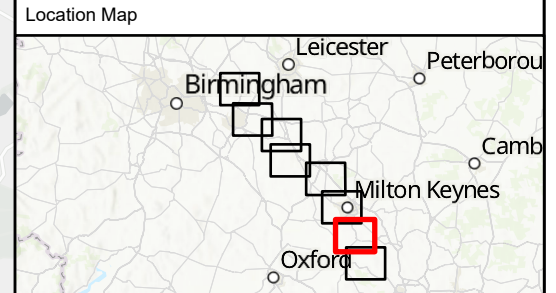 Location Map
Leicester
Peterborou
Birmingham
Camb
Milton Keynes
Oxford